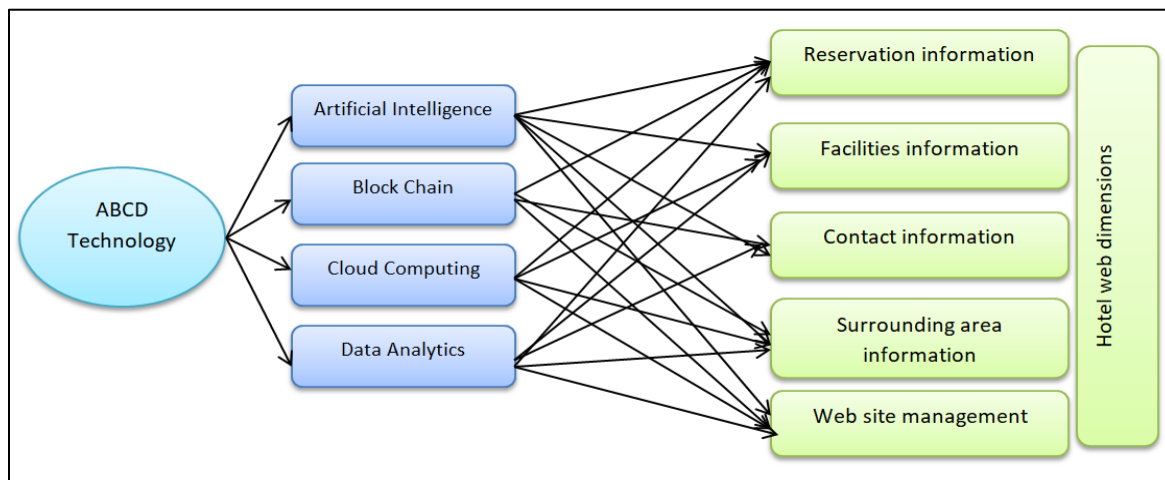 ABCD
Technology
Artificial Intelligence
Block Chain
Cloud Computing
Data Analytics
Reservation information
Facilities information
Contact information
Surrounding area
information
Web site management
Hotel web dimensions